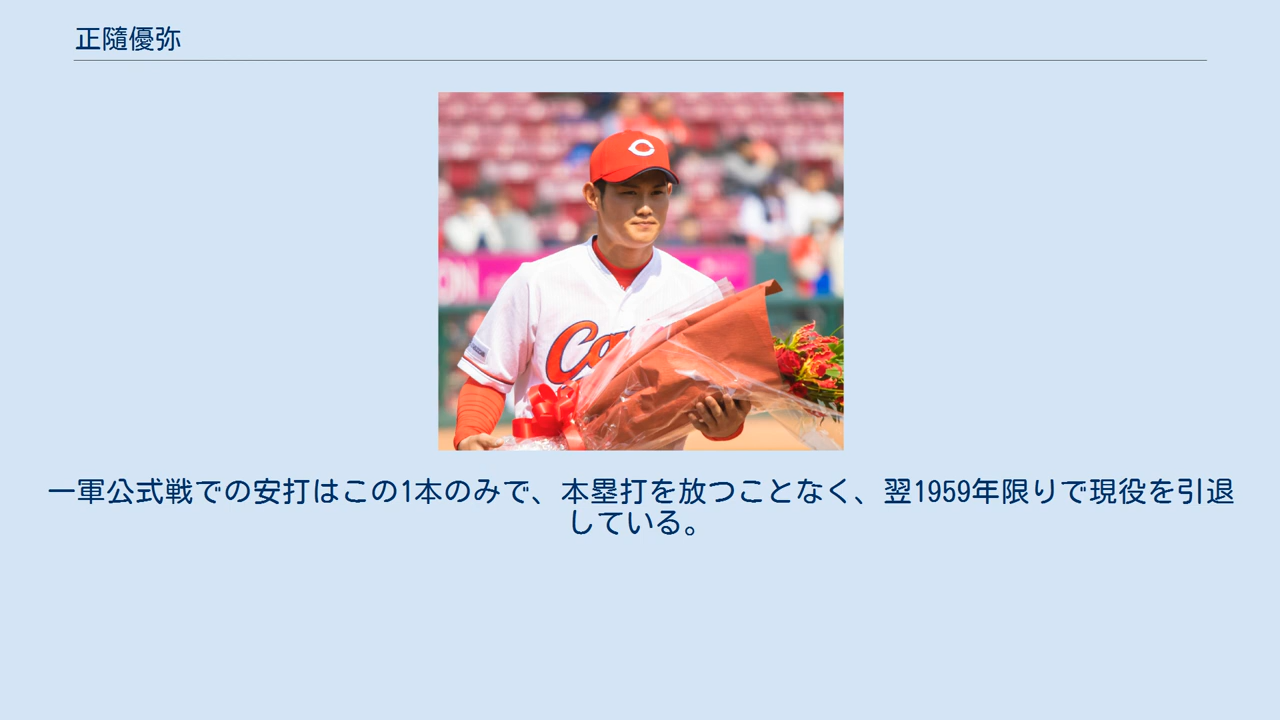 正隨優弥
一軍公式戦での安打はこの1本のみで、本塁打を放つことなく、翌1959年限りで現役を引退
している。